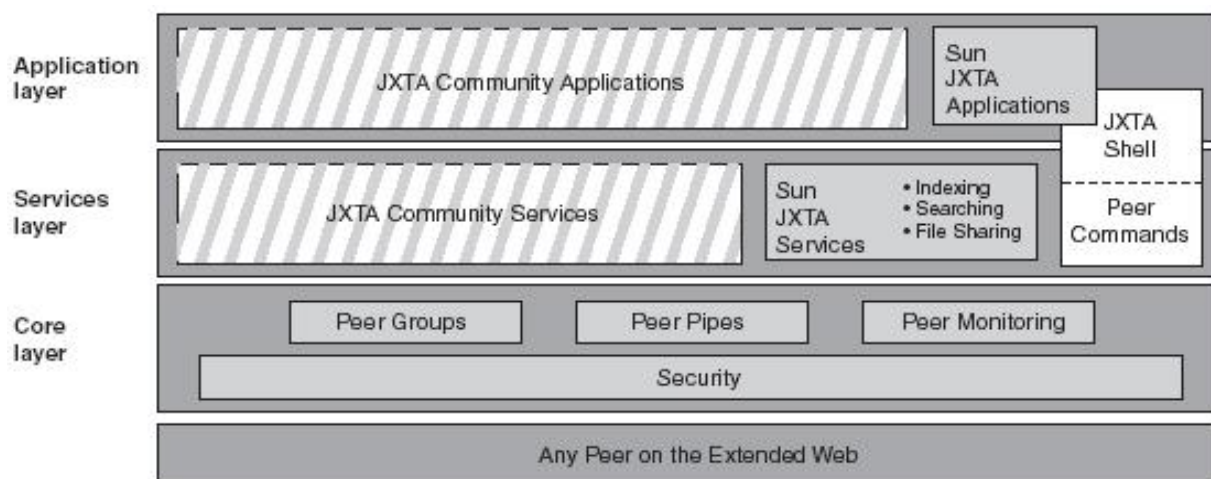 Application
layer
JXTA Community Applications
Sun
JXTA
Applications
JXTA
Shell
Peer
Commands
Services
layer
JXTA Community Services
Sun
JXTA
Services
• Indexing
• Searching
• File Sharing
Core
layer
Peer Groups
Peer Pipes
Peer Monitoring
Security
Any Peer on the Extended Web